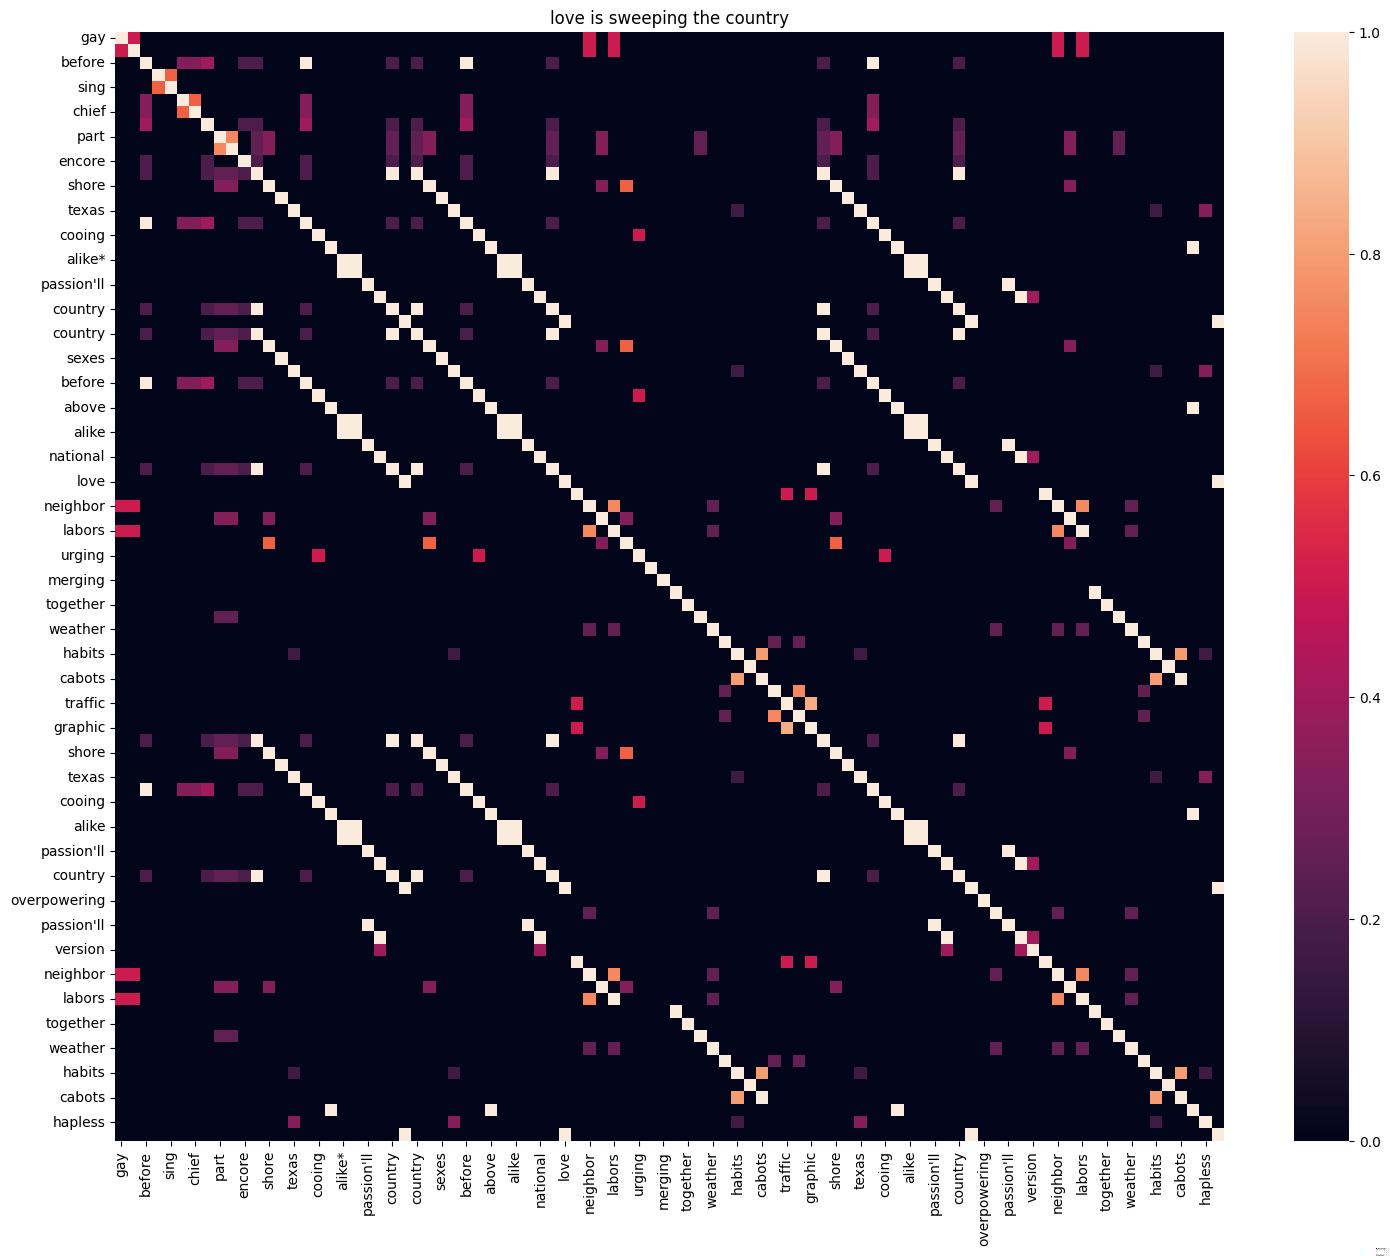 love is sweeping the country
gay
before
sing
chief
part
encore
shore
texas
cooing
alike*
passion'll
country
country
sexes
before
above
alike
national
love
neighbor
labors
urging
merging
together
weather
habits
cabots
traffic
graphic
shore
texas
cooing
alike
passion'll
country
overpowering
passion'll
version
neighbor
labors
together
weather
habits
cabots
hapless
gay
before
sing
chief
part
encore
shore
texas
cooing
alike*
passion'll
country
country
sexes
before
above
alike
national
love
neighbor
labors
urging
merging
together
weather
habits
cabots
traffic
graphic
shore
texas
cooing
alike
passion'll
country
overpowering
passion'll
version
neighbor
labors
together
weather
habits
cabots
hapless
1.0
0.8
0.6
0.4
0.2
0.0